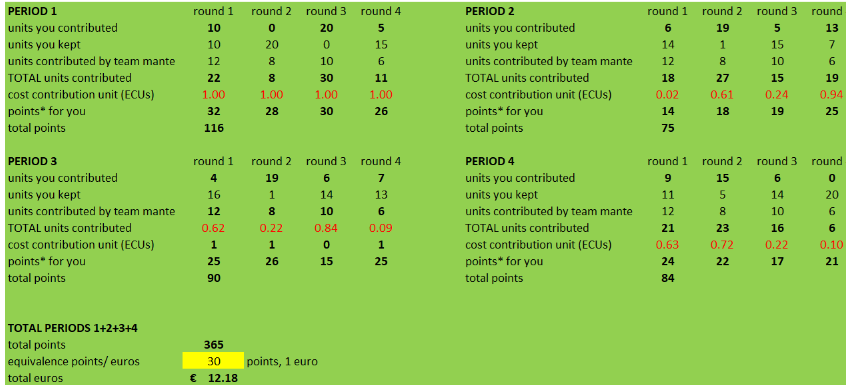 PERIOD 1 round 1 round 2 round 3 round 4
units you contributed 10 0 20 5
units you kept 10 20 0 15
units contributed by team mante 12 8 10 6
TOTAL units contributed 22 8 30 11
cost contribution unit (ECUs) 1.00 1.00 1.00 1.00
points* for you 32 28 30 26
total points 116
PERIOD 2 round 1 round 2 round 3 round
units you contributed 6 19 5 13
units you kept 14 1 15 7
units contributed by team mante 12 8 10 6
TOTAL units contributed 18 27 15 19
cost contribution unit (ECUs) 0.02 0.61 0.24 0.94
points* for you 14 18 19 25
total points 75
PERIOD 3 round 1 round 2 round 3 round 4
units you contributed 4 19 6 7
units you kept 16 1 14 13
units contributed by team mante 12 8 10 6
TOTAL units contributed 0.62 0.22 0.84 0.09
cost contribution unit (ECUs) 1 1 0 1
points* for you 25 26 15 25
total points 90
PERIOD 4 round 1 round 2 round 3 round
units you contributed 9 15 6 0
units you kept 11 5 14 20
units contributed by team mante 12 8 10 6
TOTAL units contributed 21 23 16 6
cost contribution unit (ECUs) 0.63 0.72 0.22 0.10
points* for you 24 22 17 21
total points 84
TOTAL PERIODS 1+2+3+4
total points 365
equivalence points/ euros 30 points, 1 euro
total euros € 12.18